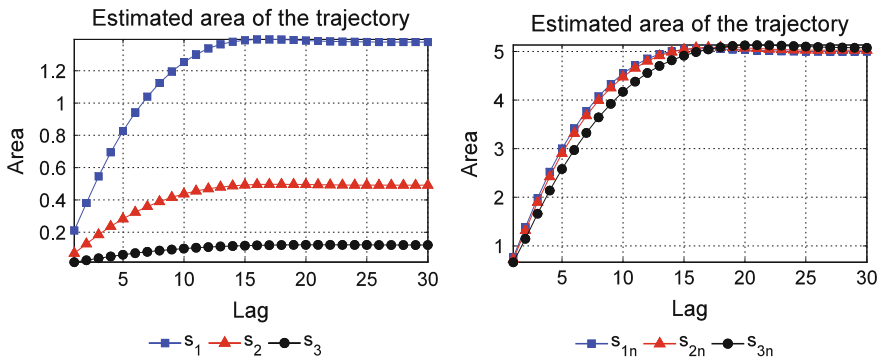 Estimated area of the trajectory
Area
1.2
1
0.8
0.6
0.4
0.2
5 10 15 20 25 30
Lag
s1 s2 s3
Estimated area of the trajectory
Area
5
4
3
2
1
5 10 15 20 25 30
Lag
s1n s2n s3n